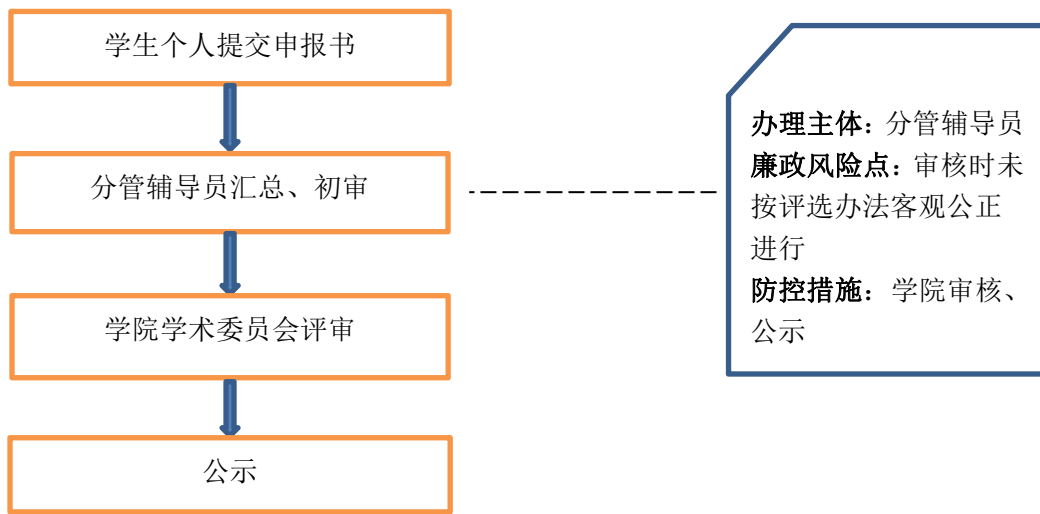 学生个人提交申报书
分管辅导员汇总、初审
学院学术委员会评审
公示
办理主体：分管辅导员
廉政风险点：审核时未
按评选办法客观公正
进行
防控措施：学院审核、
公示